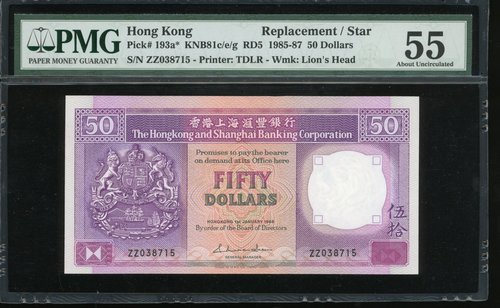 PMG
PAPER MONEY GUARANTY
Hong Kong Replacement / Star
Pick# 193a* KNB81c/e/g RD5 1985-87 50 Dollars
S/N ZZ038715 - Printer: TDLR - Wmk: Lion's Head
55
About Uncirculated
50
香港上海滙豐銀行
50
The Hongkong and Shanghai Banking Corporation
Promises to pay the bearer
on demand at its Office here
FIFTY
DOLLARS
HONGKONG 1st JANUARY 1986
By order of the Board of Directors
GENERAL MANAGER
伍拾
ZZ038715
ZZ038715